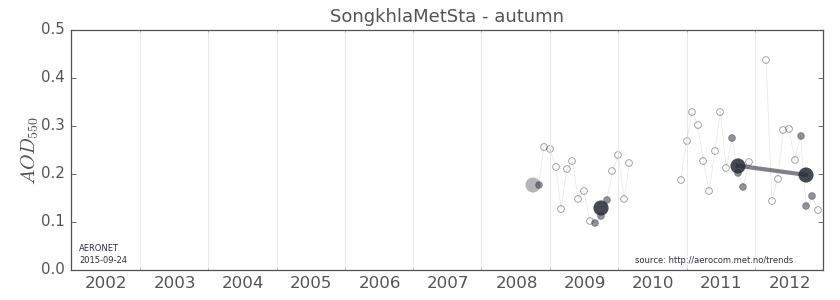 SongkhlaMetSta - autumn
0.5
0.4
0.3
0.2
0.1
0.0
AOD550
AERONET
2015-09-24
source: http://aerocom.met.no/trends
2002 2003 2004 2005 2006 2007 2008 2009 2010 2011 2012